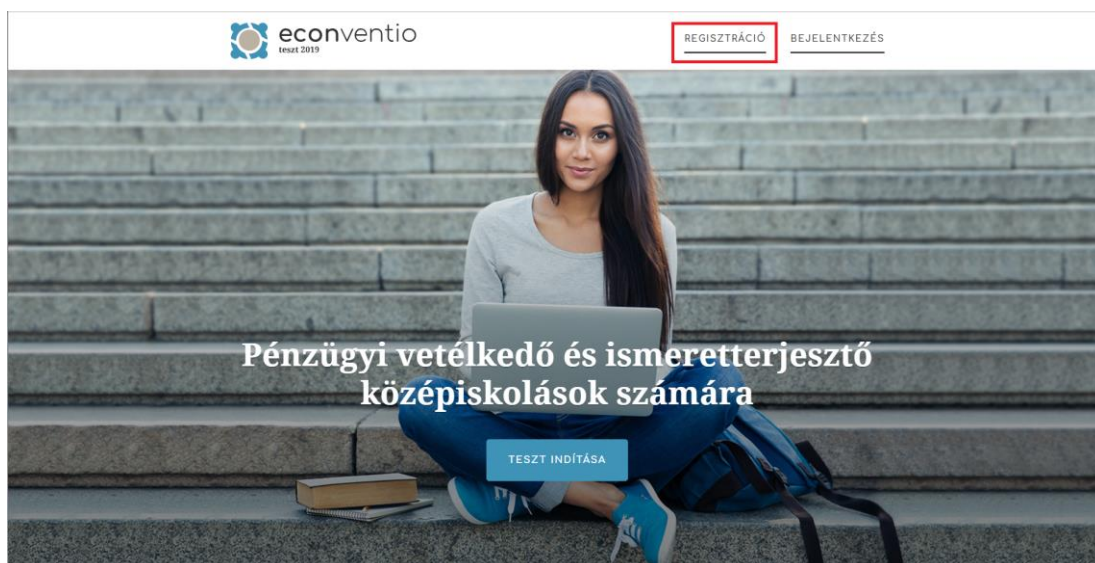 econventio
teszt 2019
REGISZTRÁCIÓ
BEJELENTKEZÉS
Pénzügyi vetélkedő és ismeretterjesztő
középiskolások számára
TESZT INDÍTÁSA